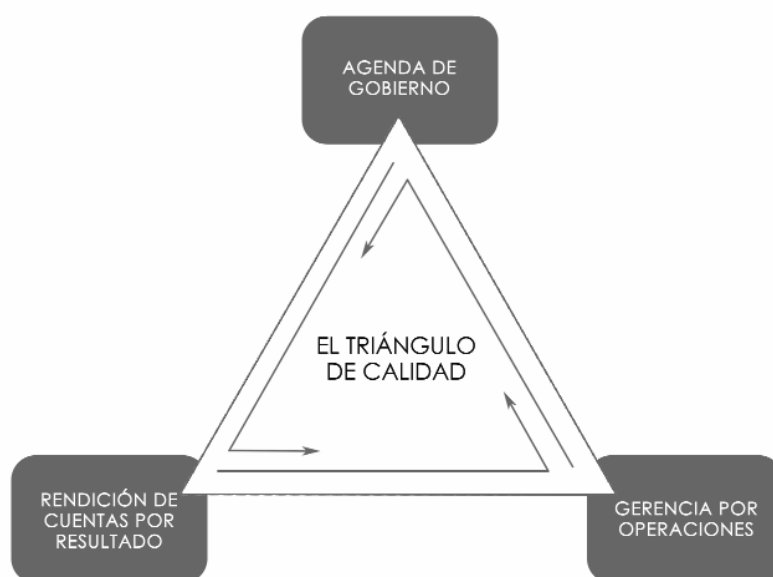 AGENDA DE
GOBIERNO
EL TRIÁNGULO
DE CALIDAD
RENDICIÓN DE
CUENTAS POR
RESULTADO
GERENCIA POR
OPERACIONES